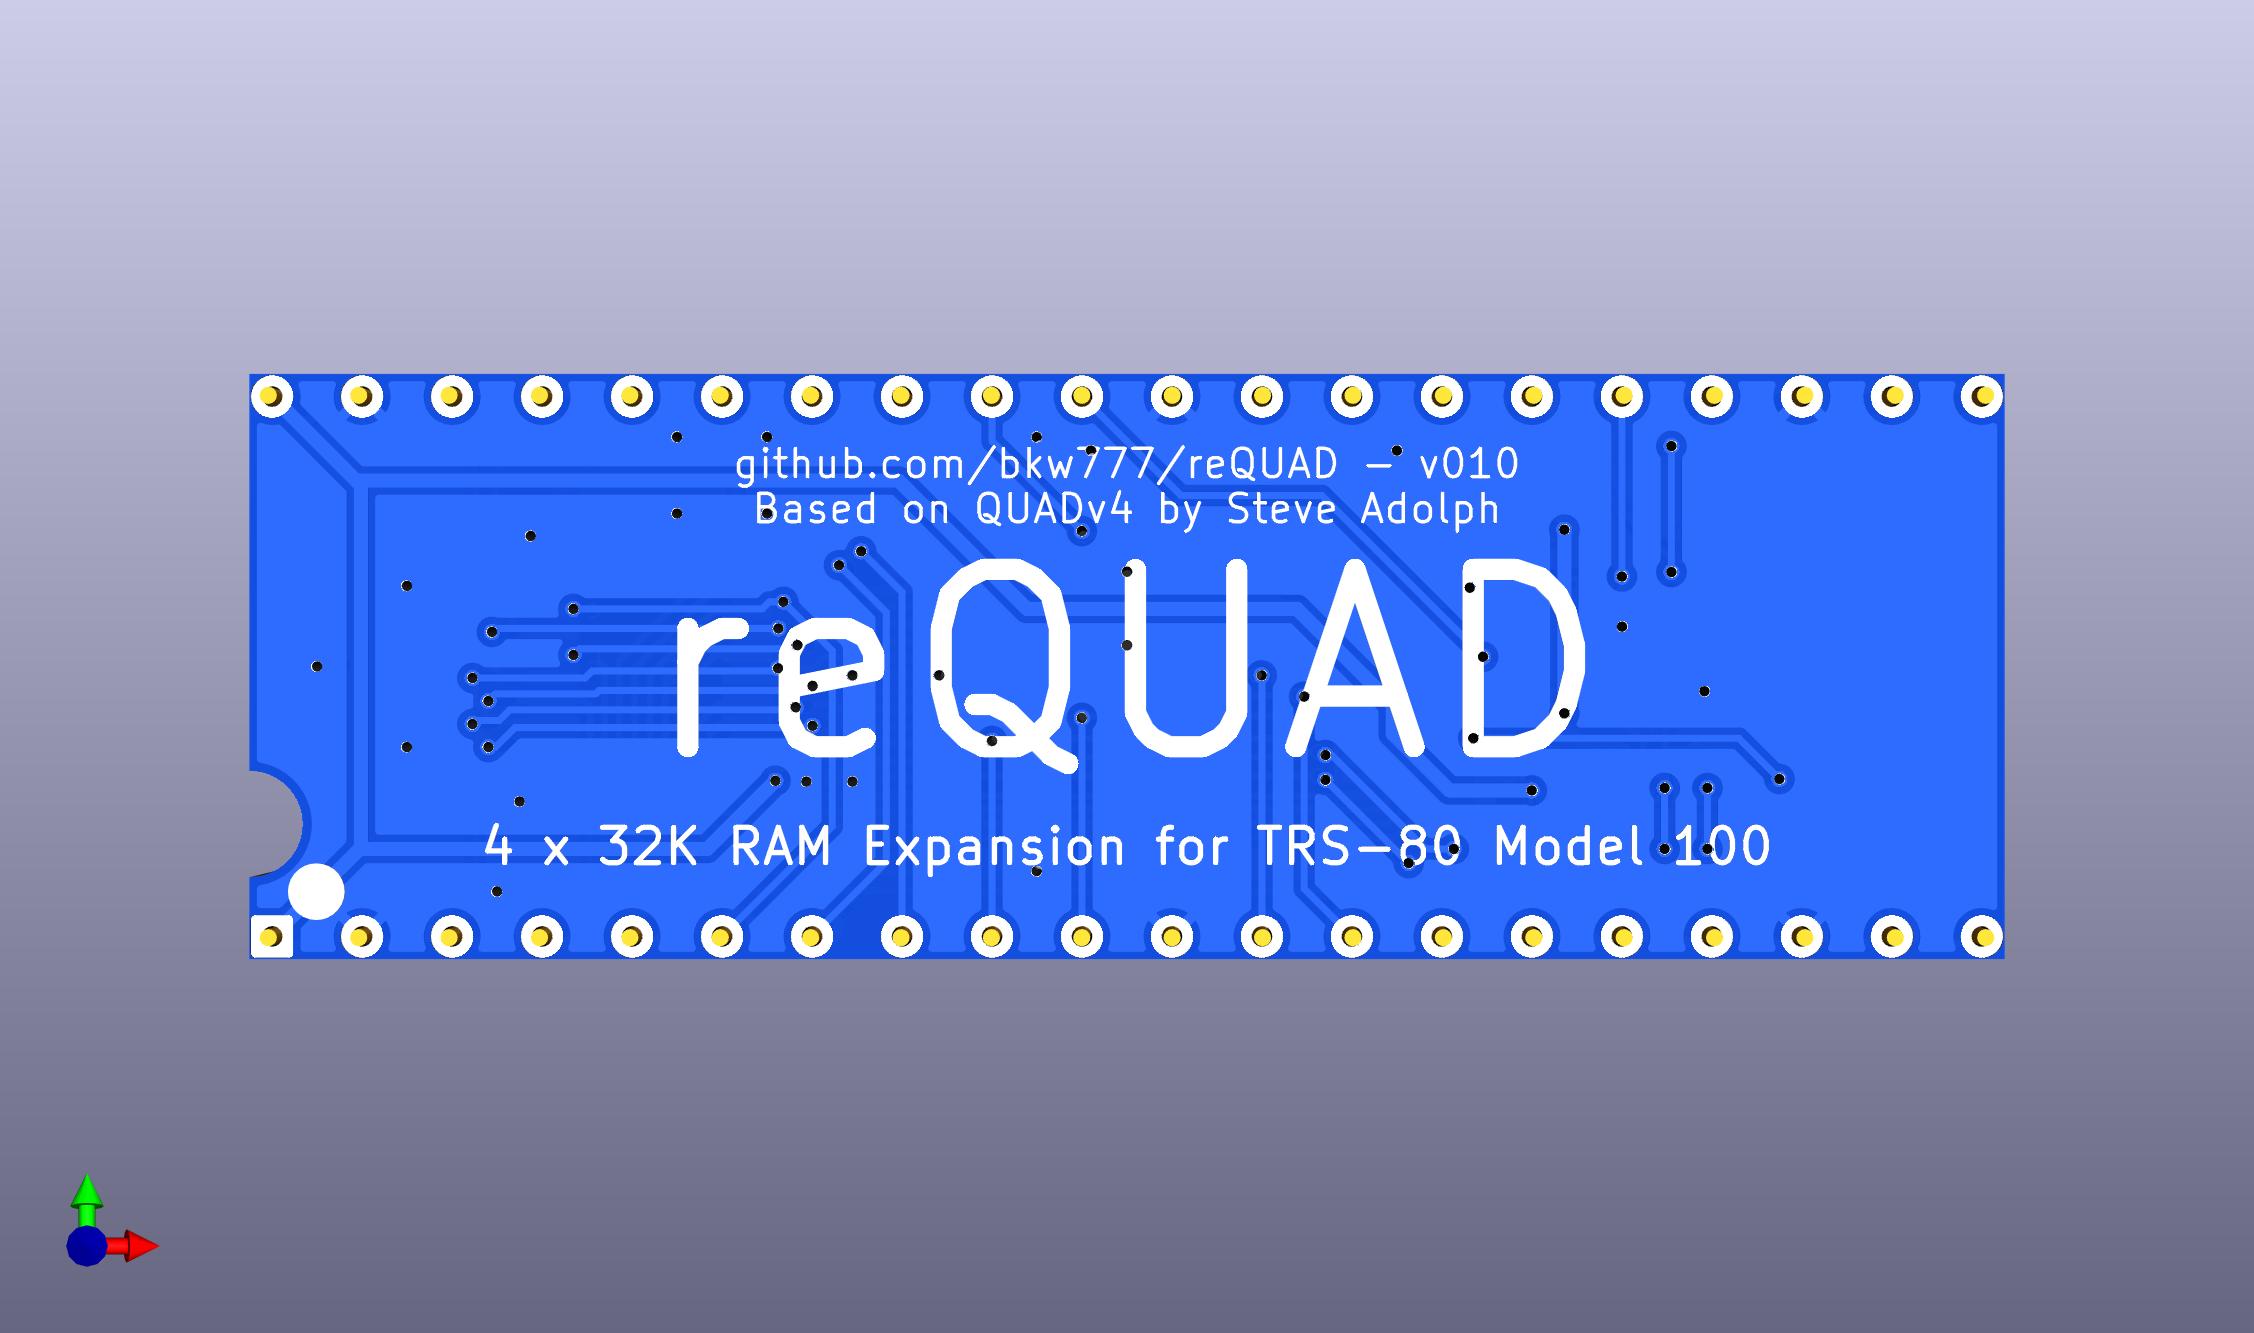 github.com/bkw777/reQUAD - v010
Based on QUADv4 by Steve Adolph
reQUAD
4 x 32K RAM Expansion for TRS-80 Model 100